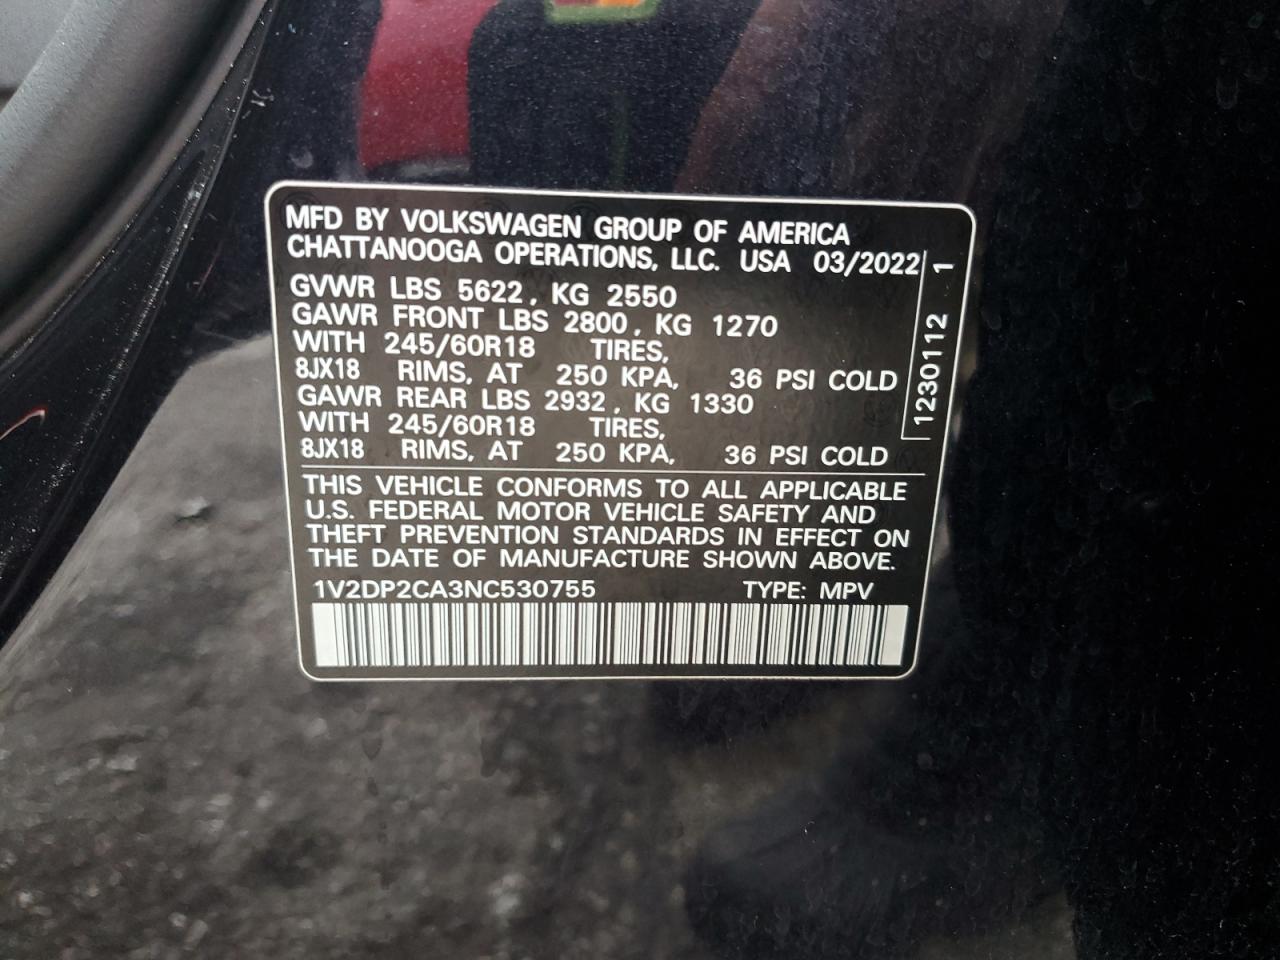 MFD BY VOLKSWAGEN GROUP OF AMERICA
CHATTANOOGA OPERATIONS, LLC. USA 03/2022
GVWR LBS 5622, KG 2550
GAWR FRONT LBS 2800, KG 1270
WITH 245/60R18 TIRES,
8JX18 RIMS, AT 250 KPA, 36 PSI COLD
GAWR REAR LBS 2932, KG 1330
WITH 245/60R18 TIRES,
8JX18 RIMS, AT 250 KPA, 36 PSI COLD
1230112 1
THIS VEHICLE CONFORMS TO ALL APPLICABLE
U.S. FEDERAL MOTOR VEHICLE SAFETY AND
THEFT PREVENTION STANDARDS IN EFFECT ON
THE DATE OF MANUFACTURE SHOWN ABOVE.
1V2DP2CA3NC530755 TYPE: MPV